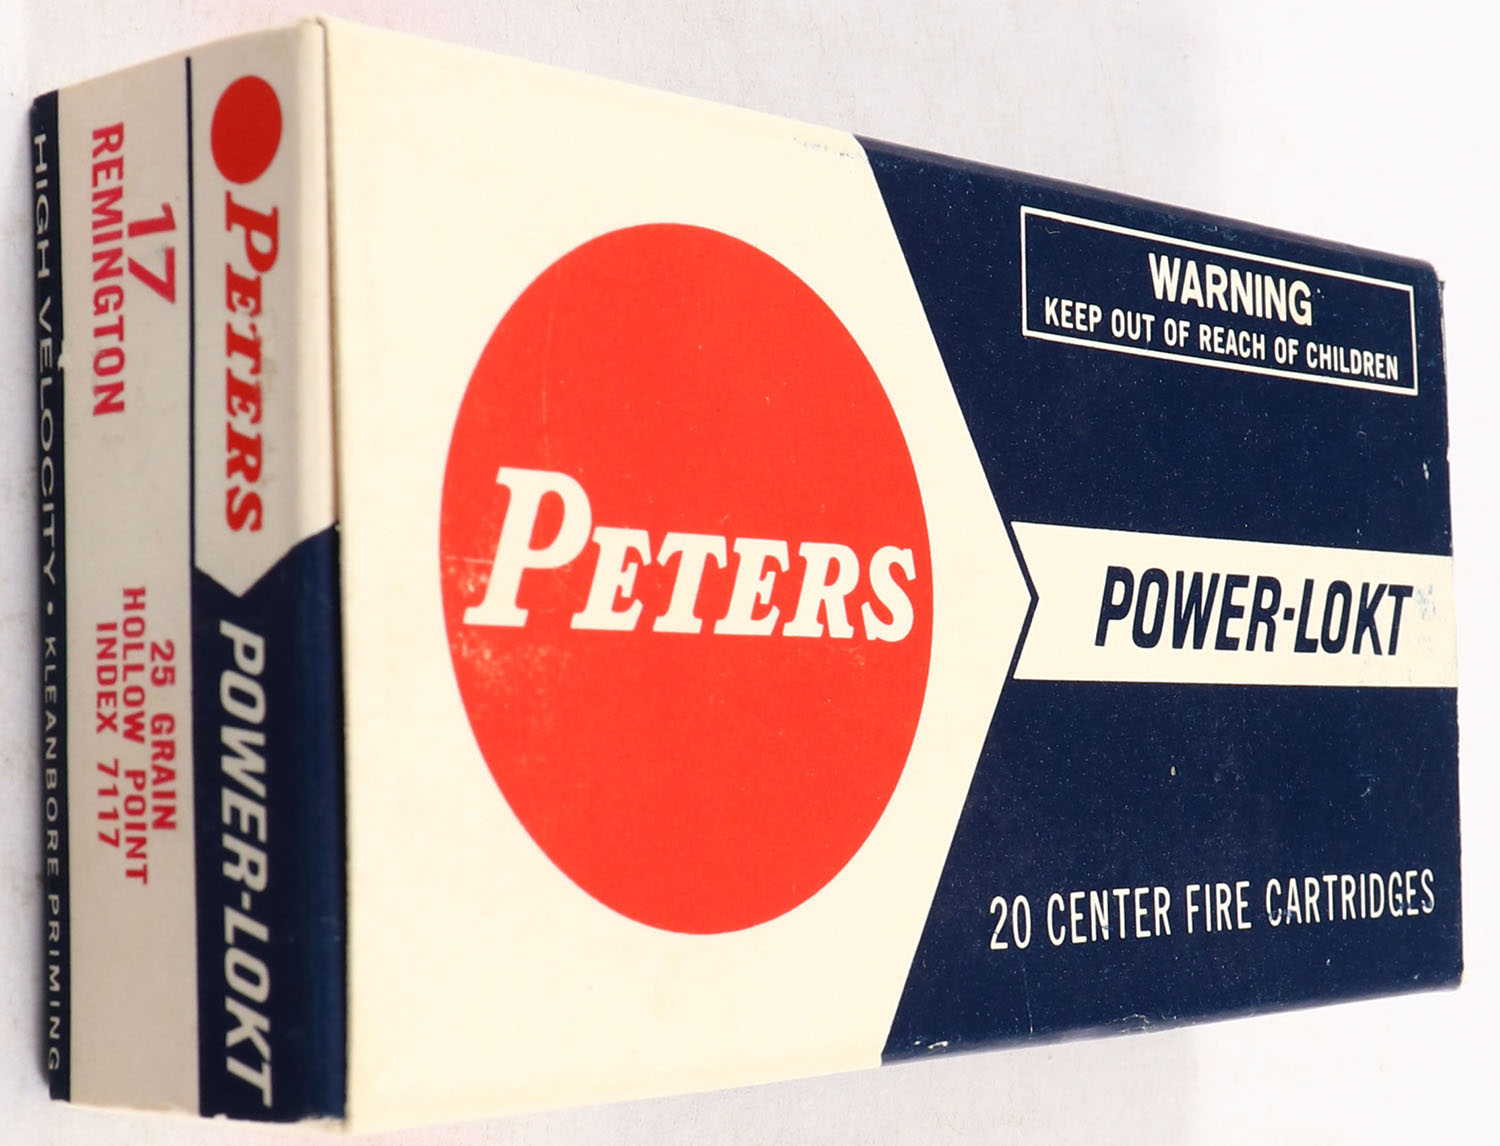 PETERS
WARNING
KEEP OUT OF REACH OF CHILDREN
POWER-LOKT
20 CENTER FIRE CARTRIDGES
PETERS POWER-LOKT
17
REMINGTON
25 GRAIN
HOLLOW POINT
INDEX 7117
HIGH VELOCITY • KLEANBORE PRIMING